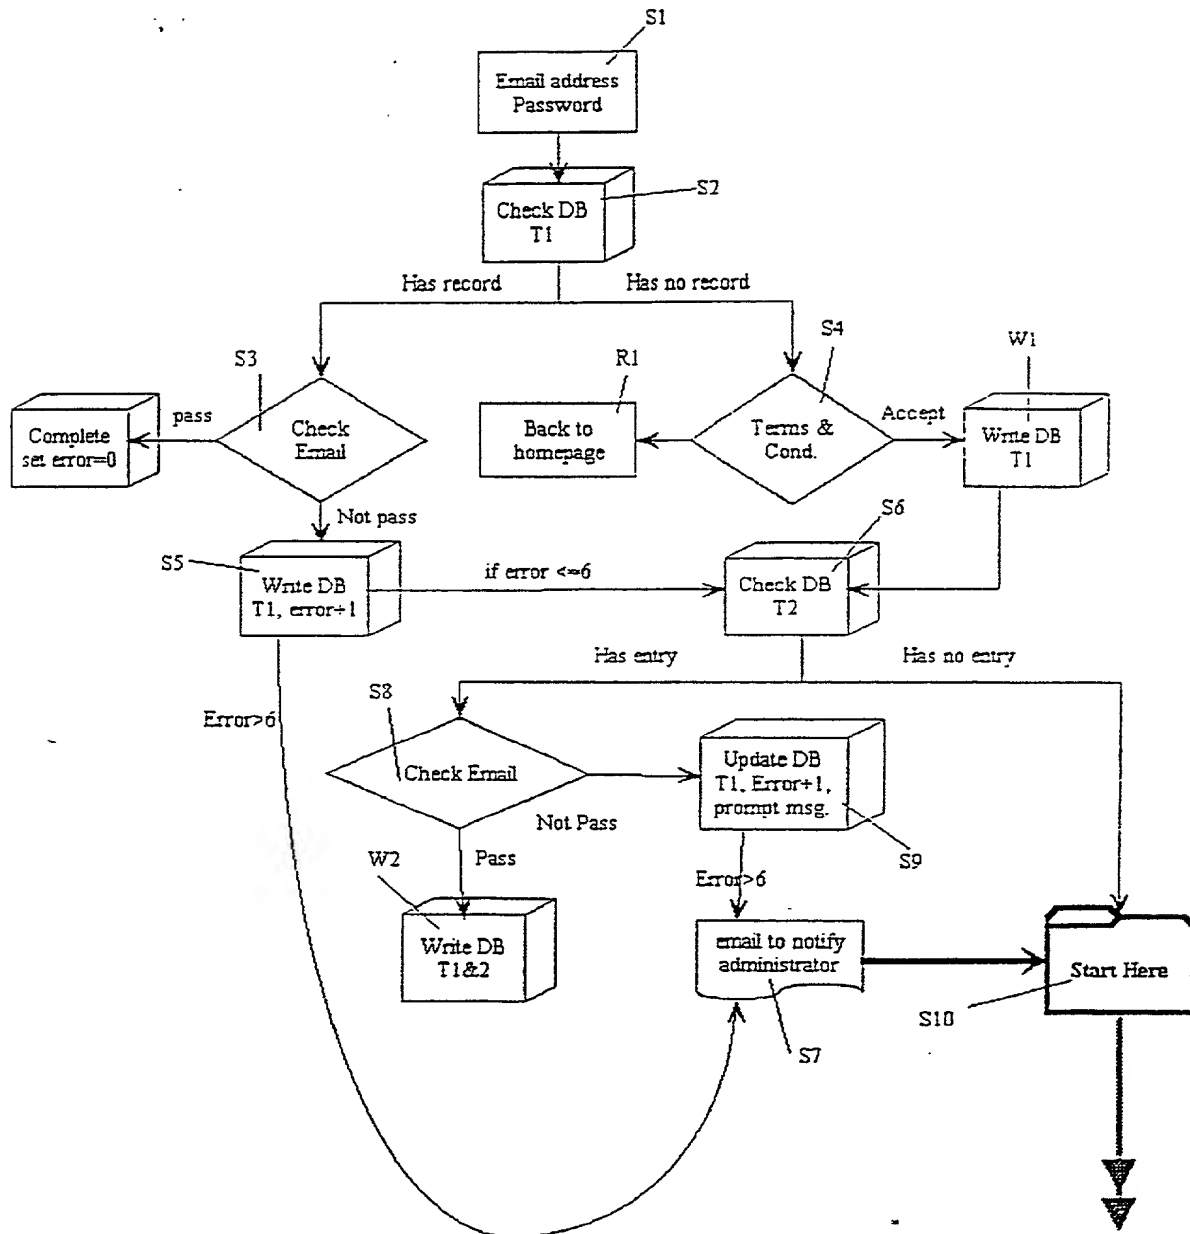 S1
Email address
Password
S2
Check DB
T1
Has record
Has no record
S3
R1
S4
W1
Complete
set error=0
pass
Check
Email
Back to
homepage
Terms &
Cond.
Accept
Write DB
T1
Not pass
S5
Write DB
T1, error+1
if error <=6
S6
Check DB
T2
Has entry
Has no entry
Error>6
S8
Check Email
Not Pass
Update DB
T1, Error+1,
prompt msg.
S9
W2
Pass
Error>6
Write DB
T1&2
email to notify
administrator
S7
Start Here
S10